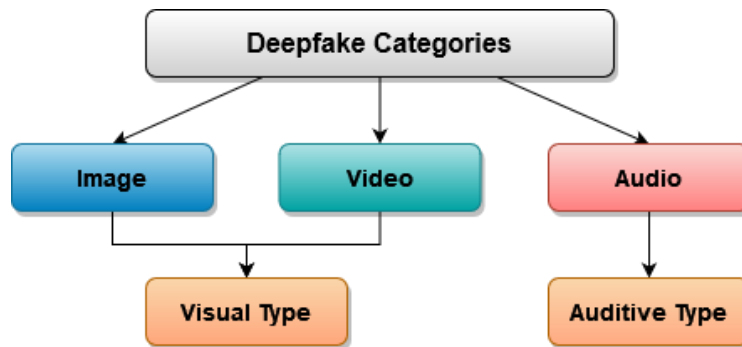 Deepfake Categories
Image
Video
Audio
Visual Type
Auditive Type